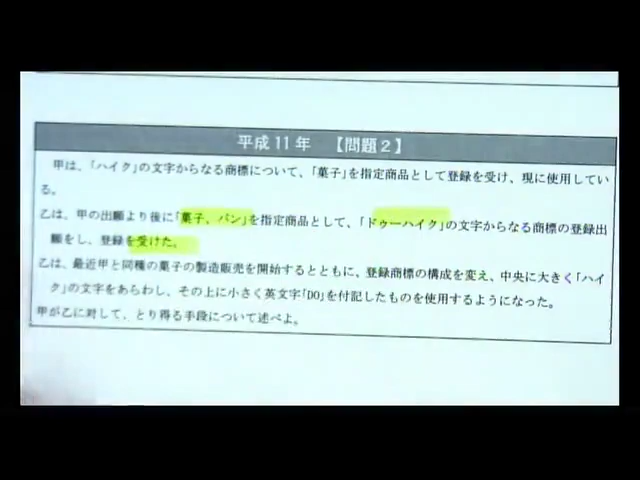 平成11年 【問題2】
甲は、「ハイク」の文字からなる商標について、「菓子」を指定商品として登録を受け、現に使用してい
る。
乙は、甲の出願より後に「菓子、パン」を指定商品として、「ドゥーハイク」の文字からなる商標の登録出
願をし、登録を受けた。
乙は、最近甲と同種の菓子の製造販売を開始するとともに、登録商標の構成を変え、中央に大きく「ハイ
ク」の文字をあらわし、その上に小さく英文字「DO」を付記したものを使用するようになった。
甲が乙に対して、とり得る手段について述べよ。